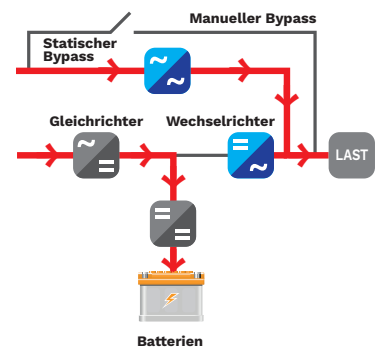 Manueller Bypass
Statischer
Bypass
Gleichrichter
Wechselrichter
LAST
Batterien